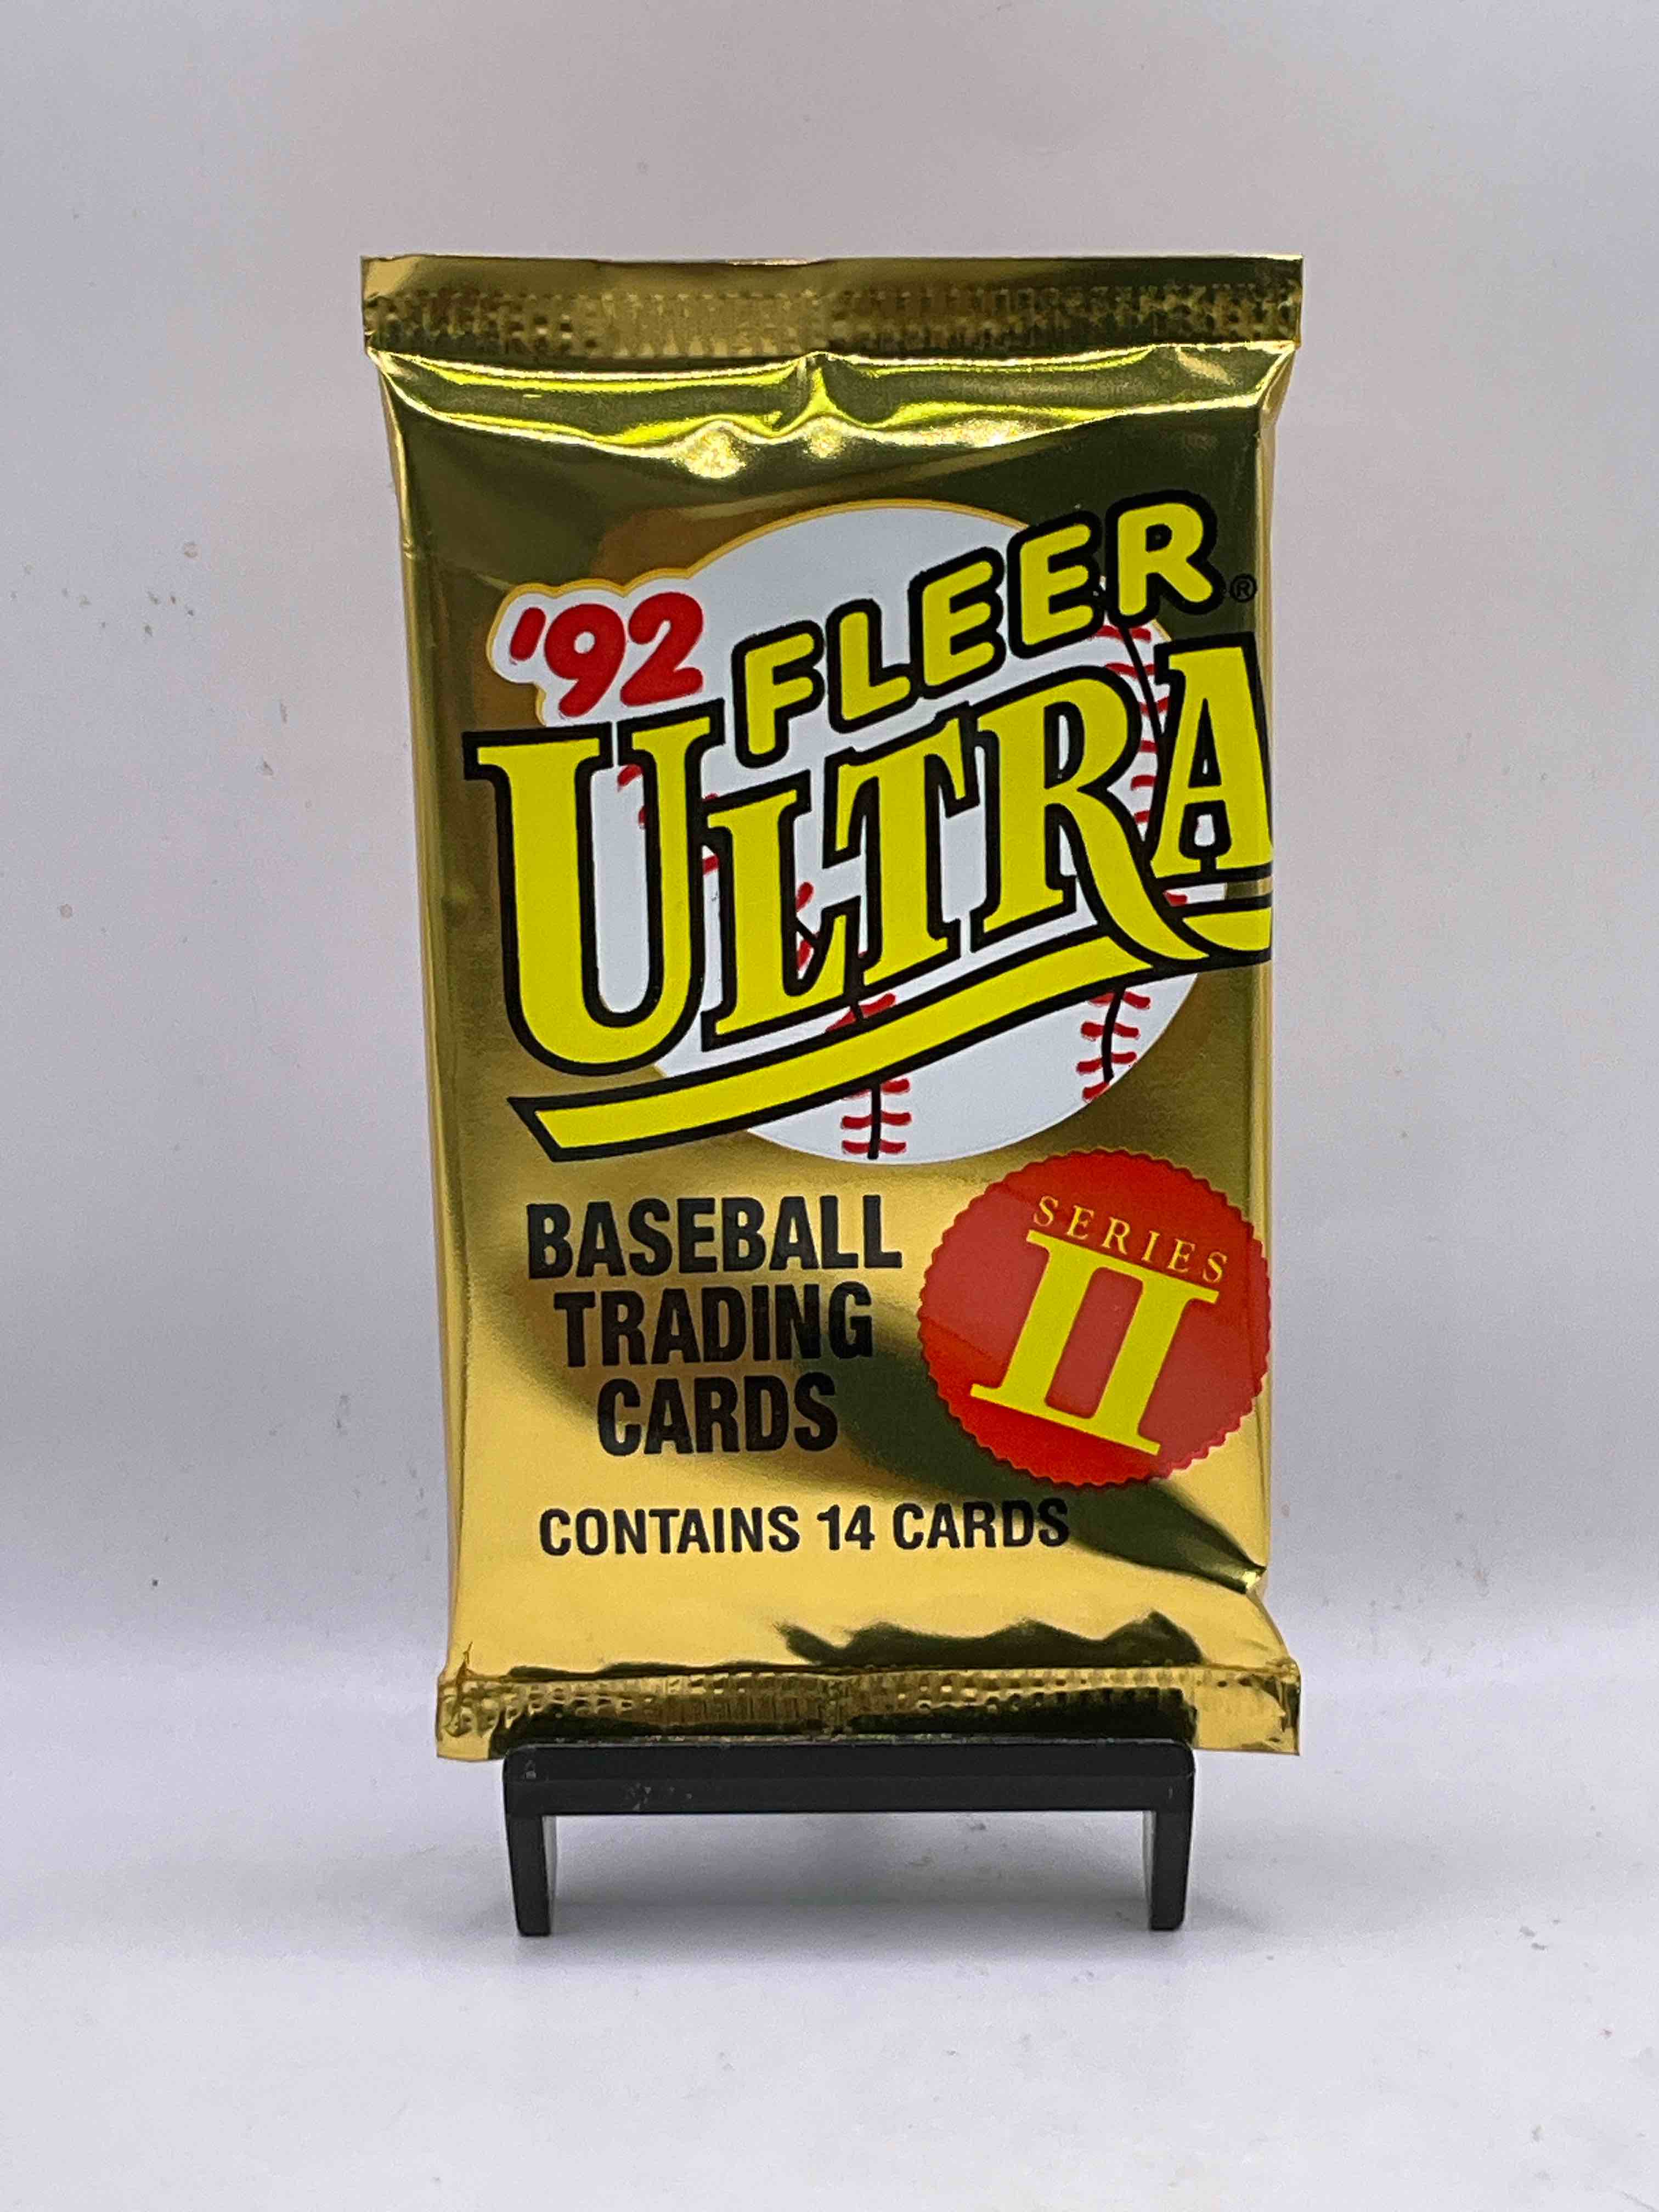 '92 FLEER®
ULTRA
BASEBALL
TRADING
CARDS
SERIES
II
CONTAINS 14 CARDS